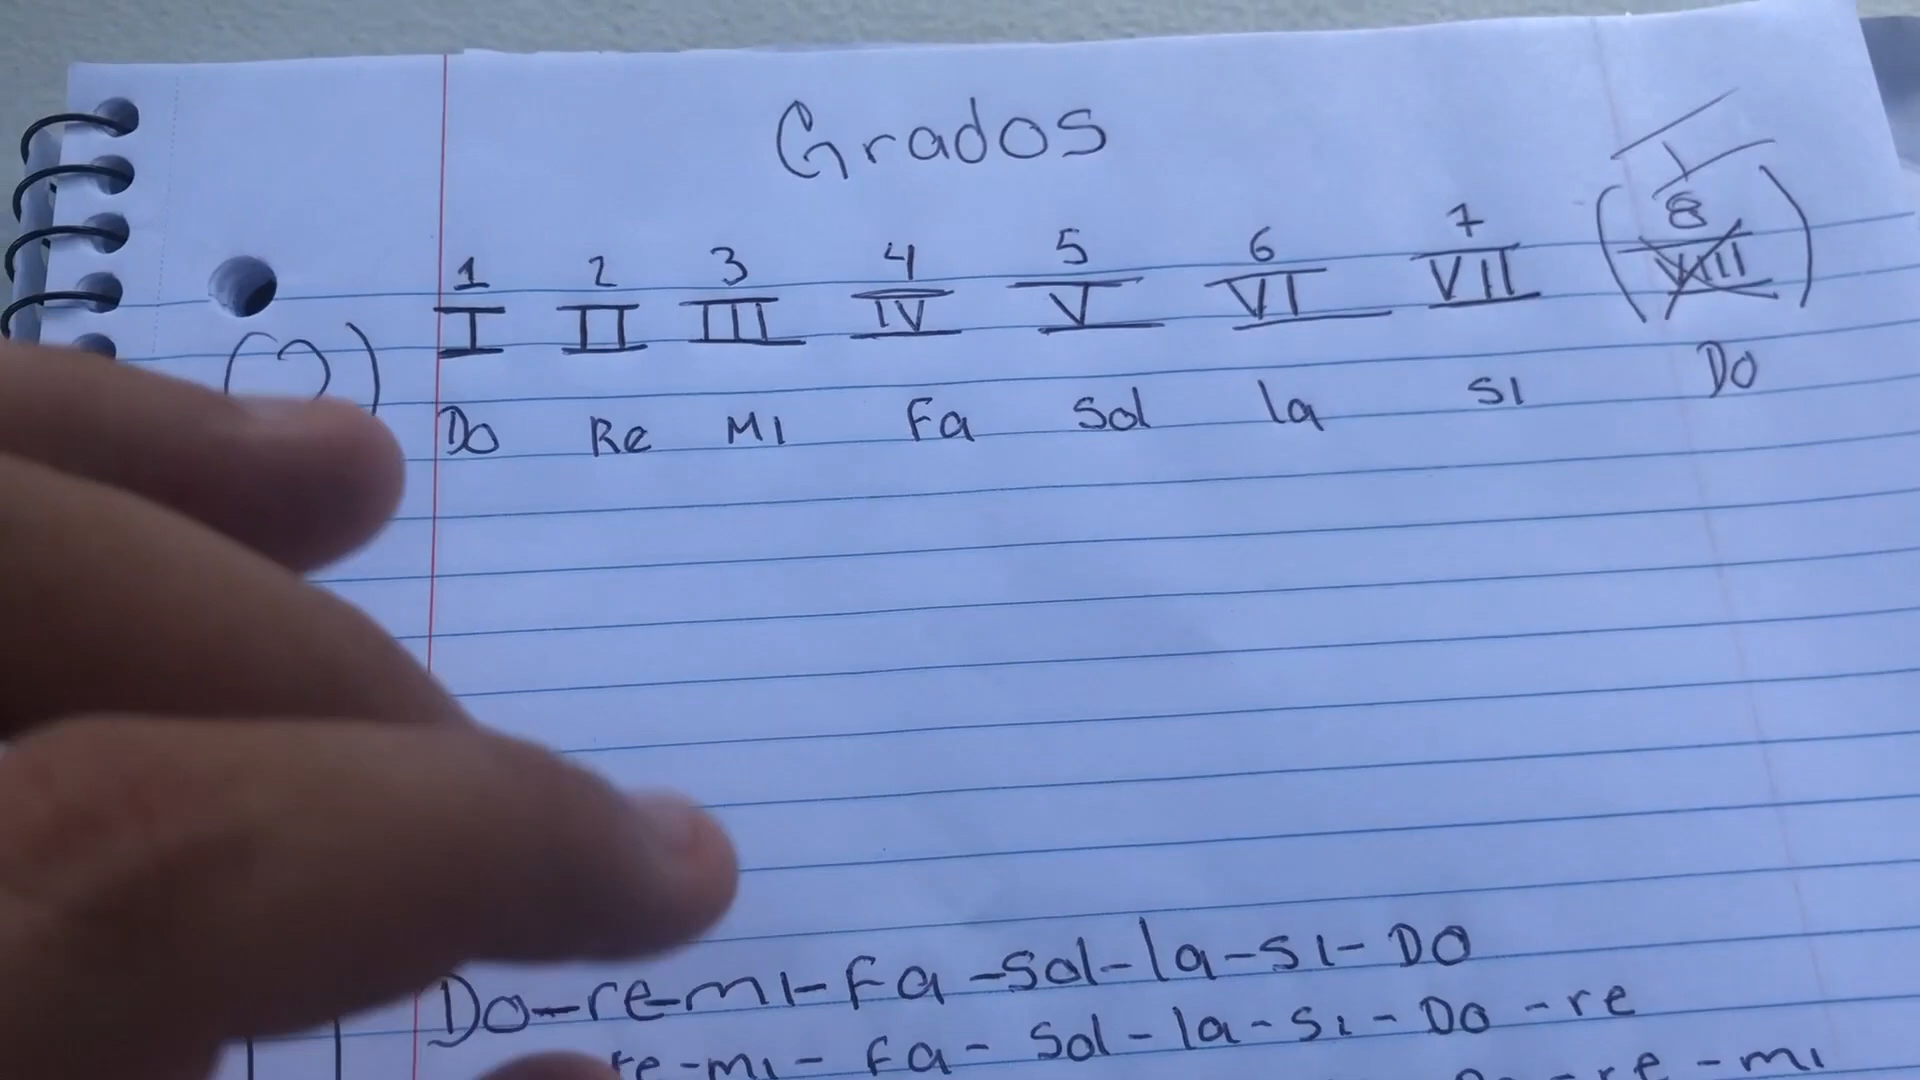 Grados
1 2 3 4 5 6 7 (8
I II III IV V VI VII VIII)
(?)
Do Re Mi Fa Sol la si Do
Do-re-mi-Fa-Sol-la-si-Do
re-mi-Fa-Sol-la-si-Do-re
-re-mi